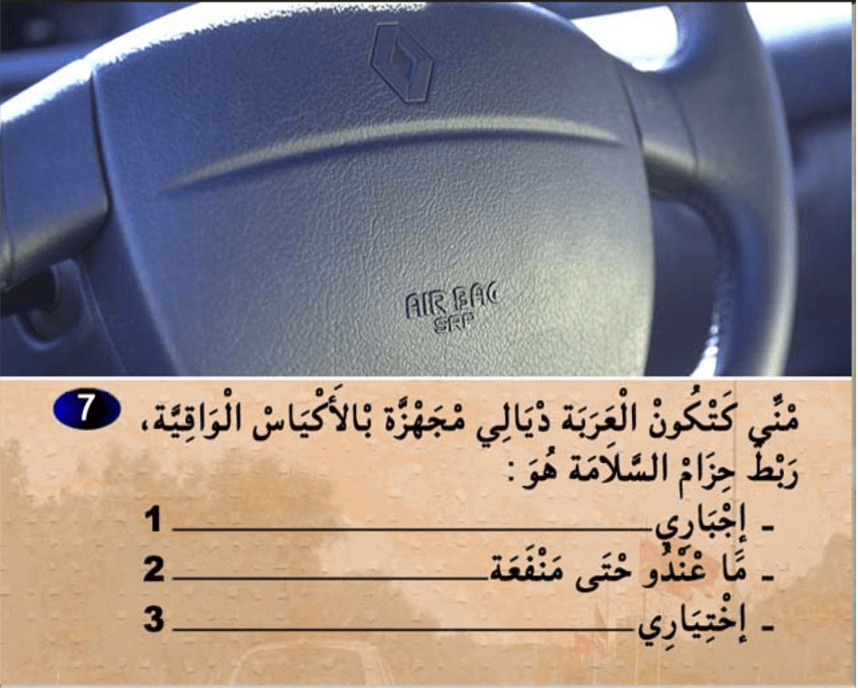 AIR BAG
SRP
7
مْنِّي كَتْكُونْ الْعَرَبَة دْيَالِي مْجَهْزَّة بْالأَكْيَاسْ الْوَاقِيَّة،
رَبْطُ حِزَامْ السَّلاَمَة هُوَ :
- إِجْبَارِي 1
- مَا عْنْدُو حْتَى مَنْفَعَة 2
- إِخْتِيَارِي 3